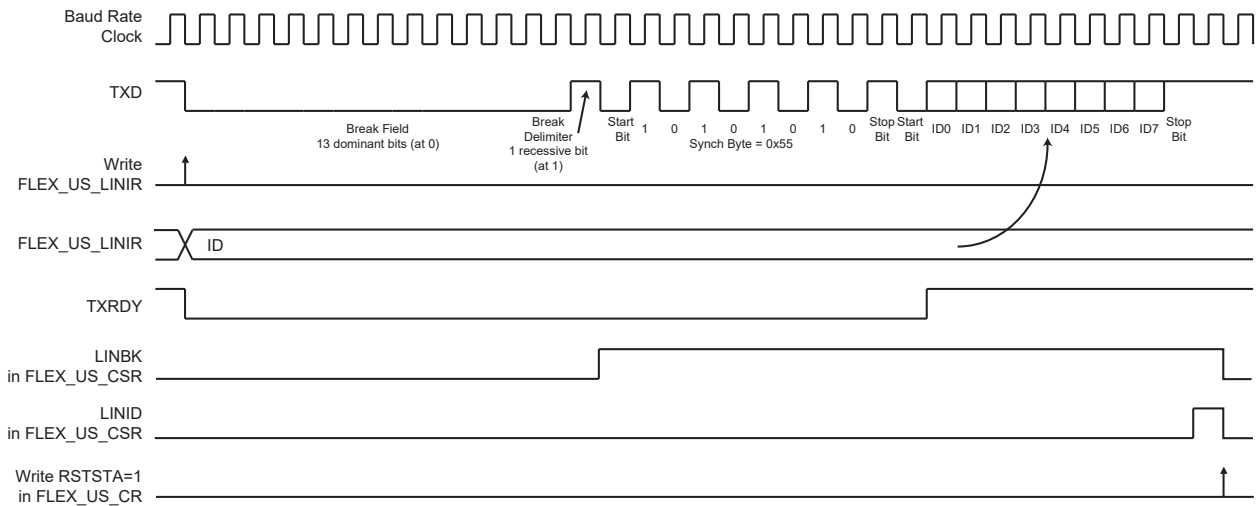 Baud Rate
Clock
TXD
Break Field
13 dominant bits (at 0)
Break
Delimiter
1 recessive bit
(at 1)
Start
Bit
1 0 1 0 1 0 1 0
Synch Byte = 0x55
Stop
Bit
Start
Bit
ID0 ID1 ID2 ID3 ID4 ID5 ID6 ID7
Stop
Bit
Write
FLEX_US_LINIR
FLEX_US_LINIR
ID
TXRDY
LINBK
in FLEX_US_CSR
LINID
in FLEX_US_CSR
Write RSTSTA=1
in FLEX_US_CR